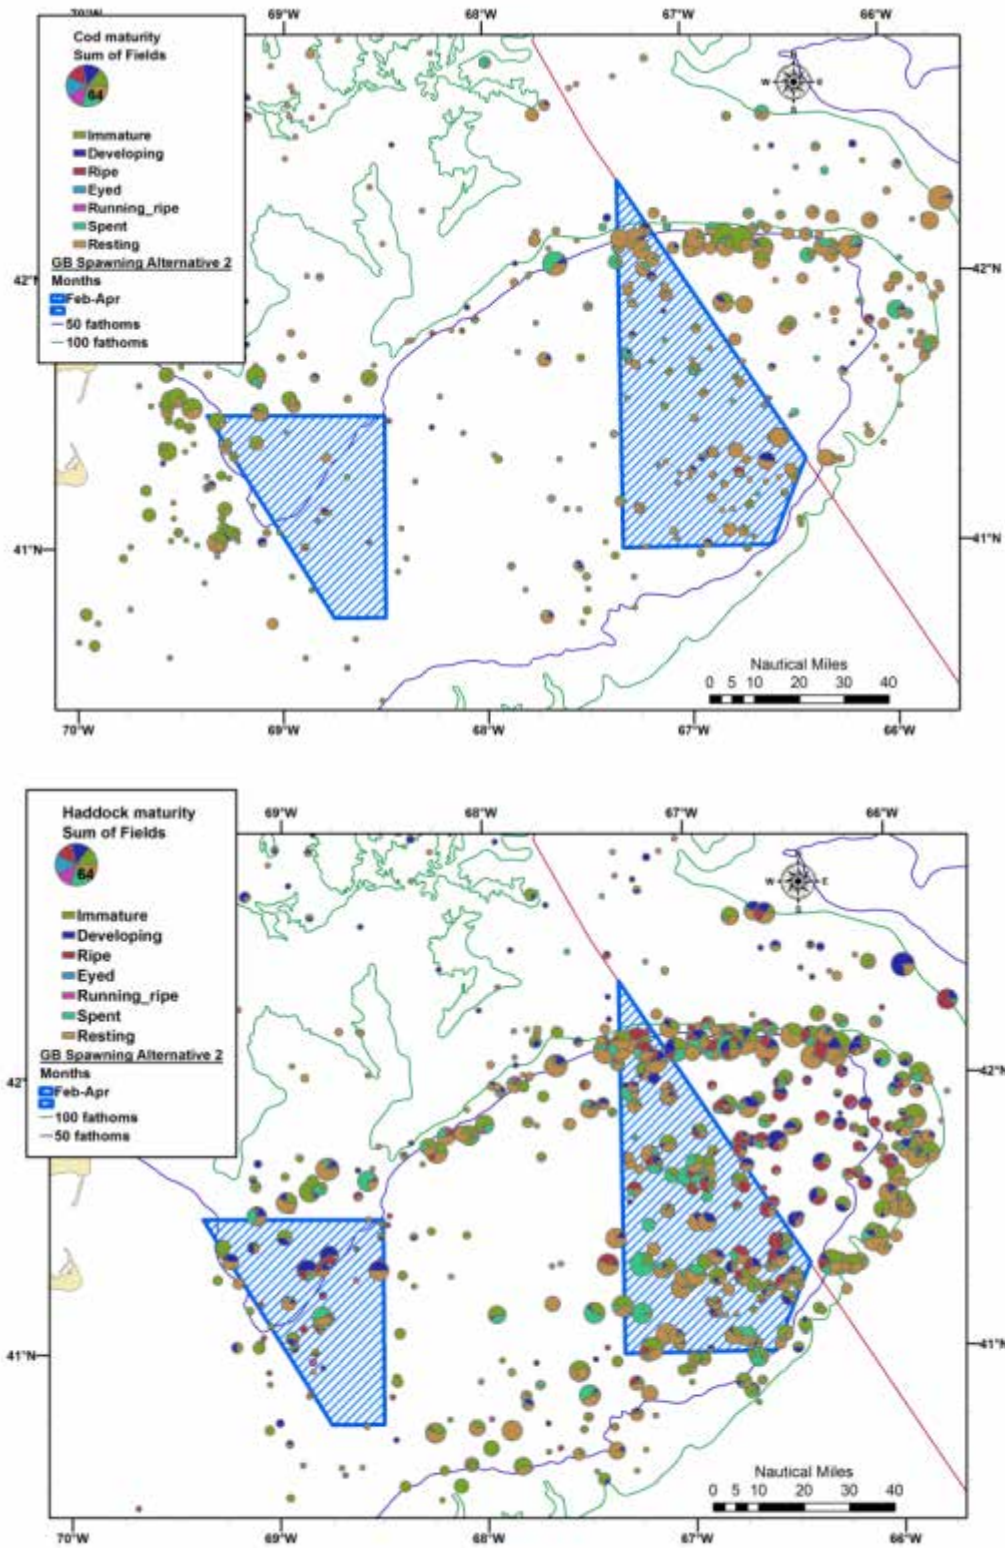 70°W 69°W 68°W 67°W 66°W
Cod maturity
Sum of Fields
64
Immature
Developing
Ripe
Eyed
Running_ripe
Spent
Resting
GB Spawning Alternative 2
Months
Feb-Apr
50 fathoms
100 fathoms
N
W E
42°N 42°N
41°N 41°N
Nautical Miles
0 5 10 20 30 40
70°W 69°W 68°W 67°W 66°W
Haddock maturity
Sum of Fields
64
69°W 68°W 67°W 66°W
Immature
Developing
Ripe
Eyed
Running_ripe
Spent
Resting
GB Spawning Alternative 2
Months
Feb-Apr
100 fathoms
50 fathoms
W E
42° 42°N
41°N 41°N
Nautical Miles
0 5 10 20 30 40
70°W 69°W 68°W 67°W 66°W